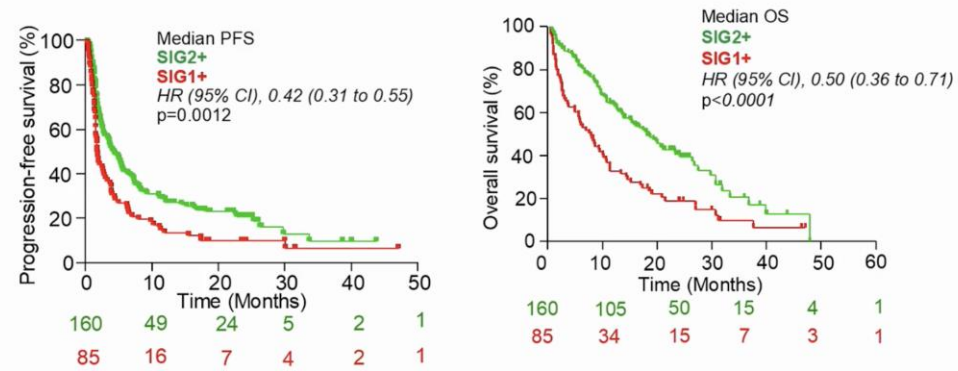 Progression-free survival (%)
100
80
60
40
20
0
Median PFS
SIG2+
SIG1+
HR (95% CI), 0.42 (0.31 to 0.55)
p=0.0012
0 10 20 30 40 50
Time (Months)
160 49 24 5 2 1
85 16 7 4 2 1
Overall survival (%)
100
80
60
40
20
0
Median OS
SIG2+
SIG1+
HR (95% CI), 0.50 (0.36 to 0.71)
p<0.0001
0 10 20 30 40 50 60
Time (Months)
160 105 50 15 4 1
85 34 15 7 3 1